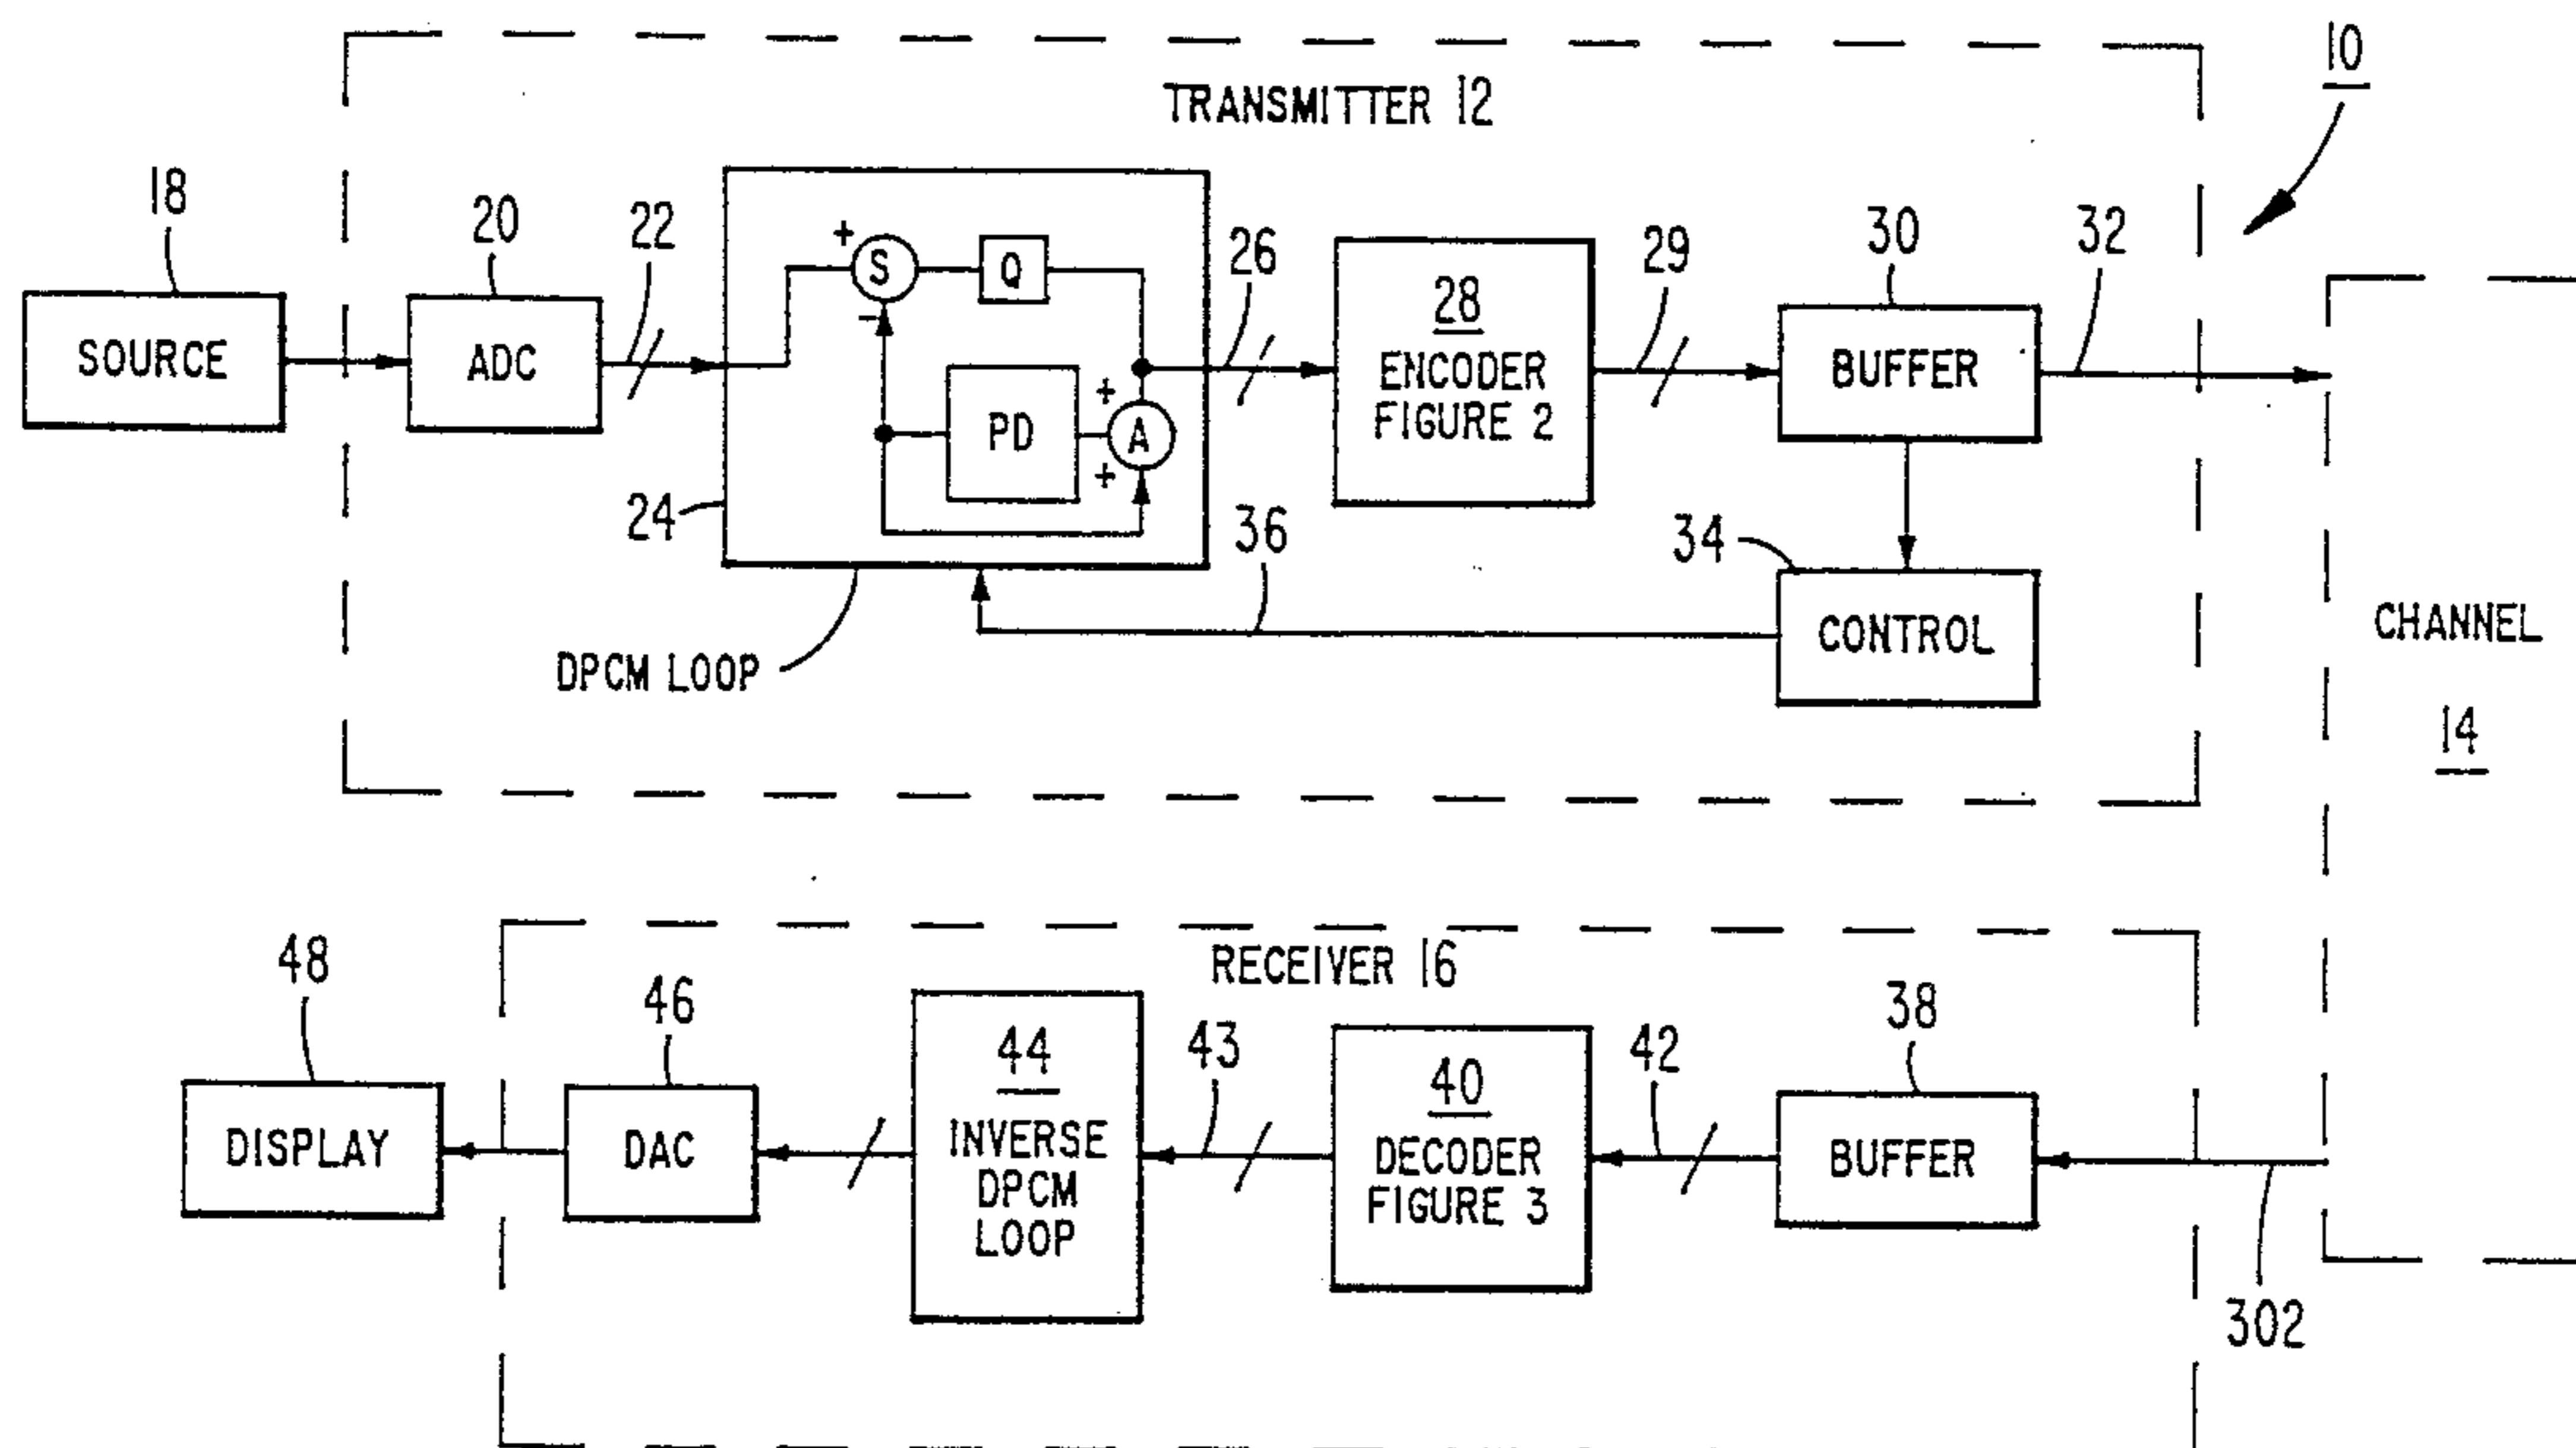 10
TRANSMITTER 12
18
SOURCE
20
ADC
22
24
+
S
-
Q
PD
+
A
+
DPCM LOOP
26
28
ENCODER
FIGURE 2
29
30
BUFFER
32
34
CONTROL
36
CHANNEL
14
RECEIVER 16
48
DISPLAY
46
DAC
44
INVERSE
DPCM
LOOP
43
40
DECODER
FIGURE 3
42
38
BUFFER
302